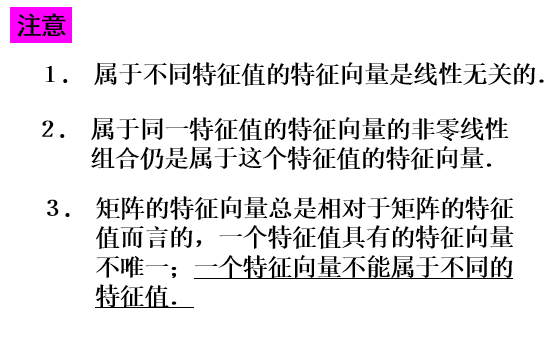 注意
１． 属于不同特征值的特征向量是线性无关的．
２． 属于同一特征值的特征向量的非零线性
组合仍是属于这个特征值的特征向量．
３． 矩阵的特征向量总是相对于矩阵的特征
值而言的，一个特征值具有的特征向量
不唯一；一个特征向量不能属于不同的
特征值．